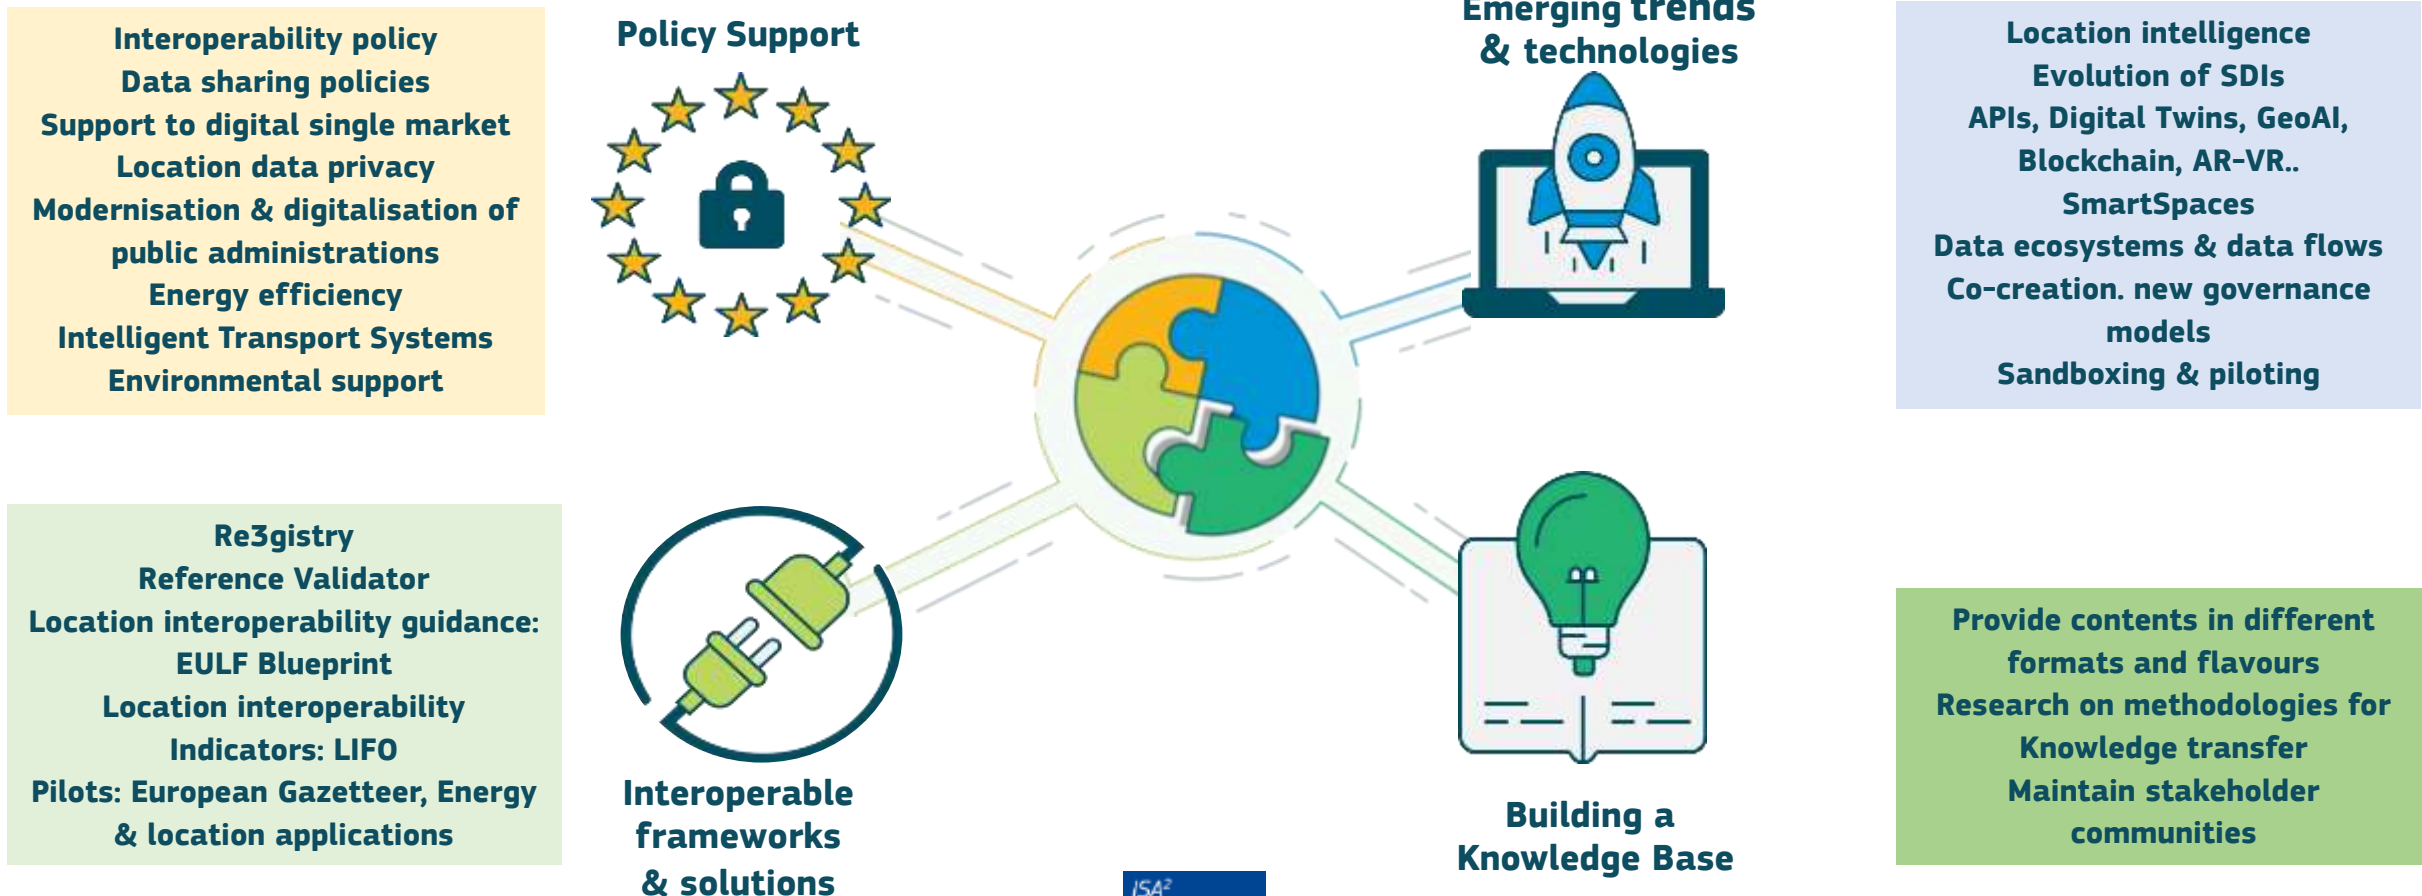 Interoperability policy
Data sharing policies
Support to digital single market
Location data privacy
Modernisation & digitalisation of
public administrations
Energy efficiency
Intelligent Transport Systems
Environmental support
Policy Support
Emerging trends
& technologies
Location intelligence
Evolution of SDIs
APIs, Digital Twins, GeoAI,
Blockchain, AR-VR..
SmartSpaces
Data ecosystems & data flows
Co-creation. new governance
models
Sandboxing & piloting
Re3gistry
Reference Validator
Location interoperability guidance:
EULF Blueprint
Location interoperability
Indicators: LIFO
Pilots: European Gazetteer, Energy
& location applications
Interoperable
frameworks
& solutions
Building a
Knowledge Base
Provide contents in different
formats and flavours
Research on methodologies for
Knowledge transfer
Maintain stakeholder
communities
ISA²